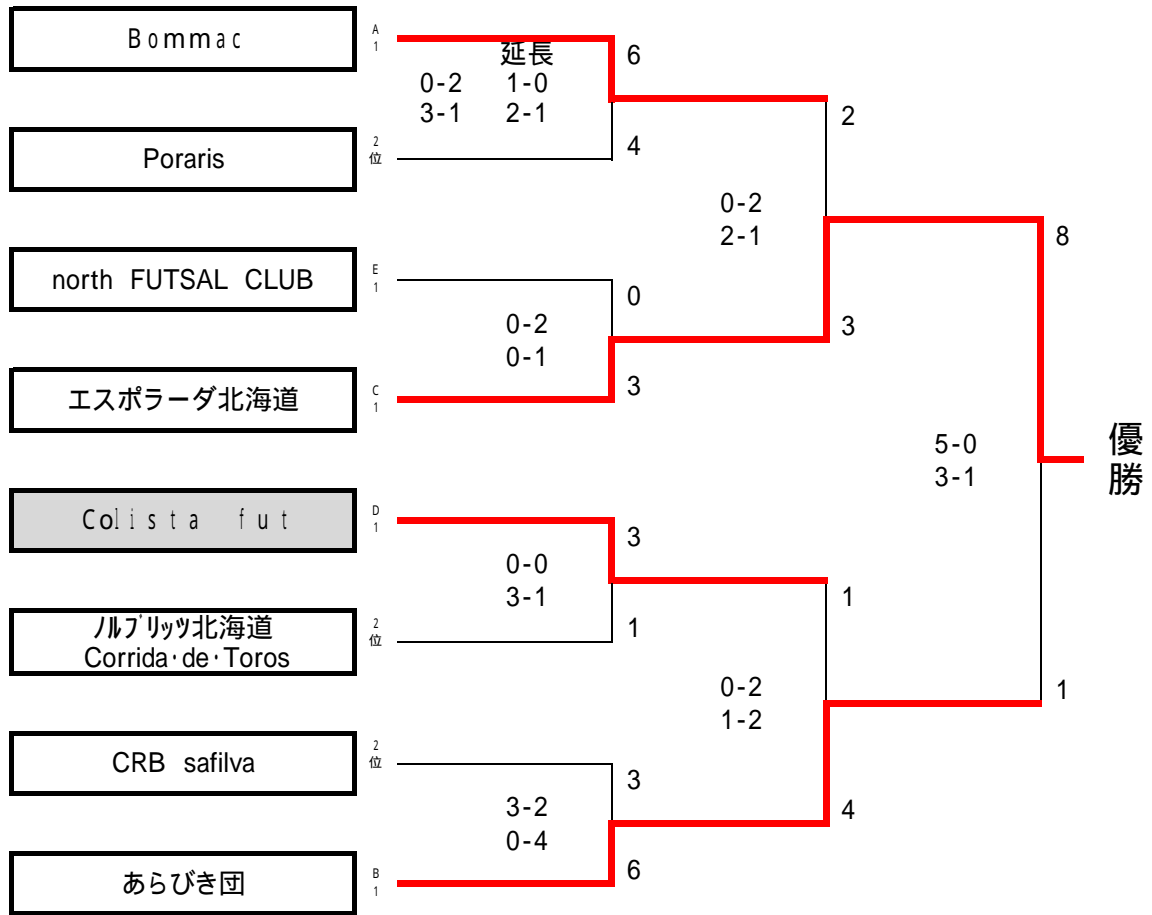 Bommac
A
1
延長
6
0-2 1-0
3-1 2-1
2
Poraris
2
位
4
0-2
2-1
8
north FUTSAL CLUB
E
1
0
0-2
0-1
3
エスポラーダ北海道
C
1
3
5-0
3-1
優
勝
Colista fut
D
1
3
0-0
3-1
1
ノルブリッツ北海道
Corrida・de・Toros
2
位
1
0-2
1-2
1
CRB safilva
2
位
3
3-2
0-4
4
あらびき団
B
1
6